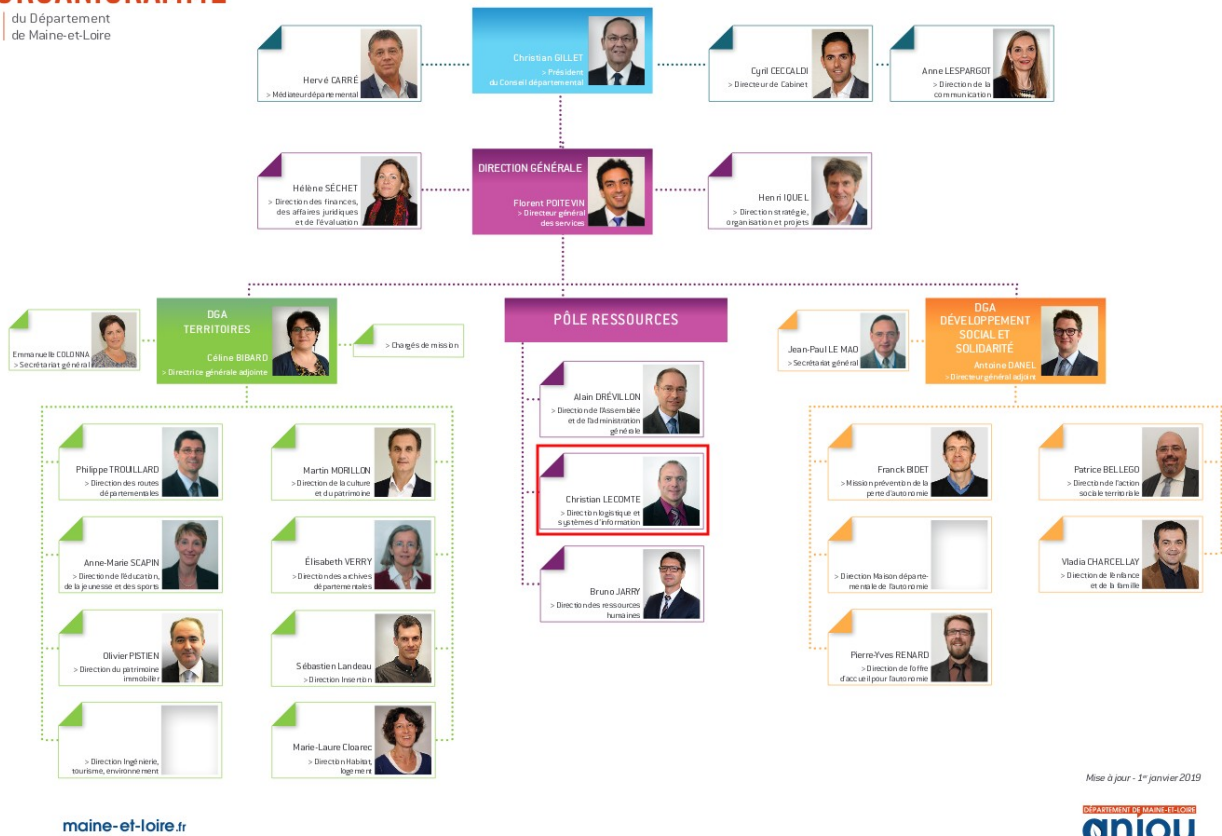 du Département
de Maine-et-Loire
Hervé CARRÉ
> Médiateur départemental
Christian GILLET
> Président
du Conseil départemental
Cyril CECCALDI
> Directeur de Cabinet
Anne LESPARGOT
> Direction de la
communication
Hélène SÉCHET
> Direction des finances,
des affaires juridiques
et de l'évaluation
DIRECTION GÉNÉRALE
Florent POITEVIN
> Directeur général
des services
Henri IQUEL
> Direction stratégie,
organisation et projets
Emmanuelle COLONNA
> Secrétariat général
DGA
TERRITOIRES
Céline BIBARD
> Directrice générale adjointe
> Chargés de mission
PÔLE RESSOURCES
Jean-Paul LE MAO
> Secrétariat général
DGA
DÉVELOPPEMENT
SOCIAL ET
SOLIDARITÉ
Antoine DANEL
> Directeur général adjoint
Philippe TROUILLARD
> Direction des routes
départementales
Martin MORILLON
> Direction de la culture
et du patrimoine
Anne-Marie SCAPIN
> Direction de l'éducation,
de la jeunesse et des sports
Élisabeth VERRY
> Direction des archives
départementales
Olivier PISTIEN
> Direction du patrimoine
immobilier
Sébastien Landeau
> Direction Insertion
> Direction Ingénierie,
tourisme, environnement
Marie-Laure Cloarec
> Direction Habitat,
logement
Alain DRÉVILLON
> Direction de l'Assemblée
et de l'administration
générale
Christian LECOMTE
> Direction logistique et
systèmes d'information
Bruno JARRY
> Direction des ressources
humaines
Franck BIDET
> Mission prévention de la
perte d'autonomie
Patrice BELLEGO
> Direction de l'action
sociale territoriale
> Direction Maison départe-
mentale de l'autonomie
Vladia CHARCELLAY
> Direction de l'enfance
et de la famille
Pierre-Yves RENARD
> Direction de l'offre
d'accueil pour l'autonomie
Mise à jour - 1er janvier 2019
maine-et-loire.fr
DÉPARTEMENT DE MAINE-ET-LOIRE
anjou